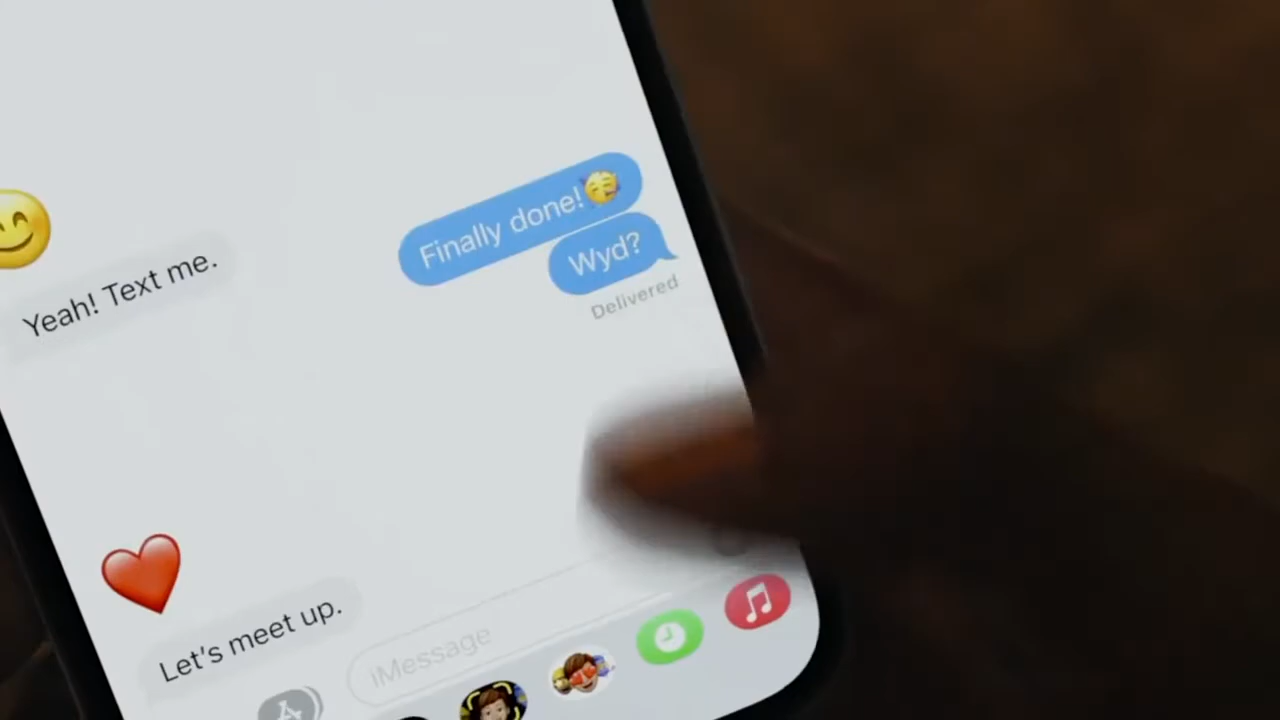 Finally done!🥳
Wyd?
Delivered
Yeah! Text me.
Let's meet up.
iMessage